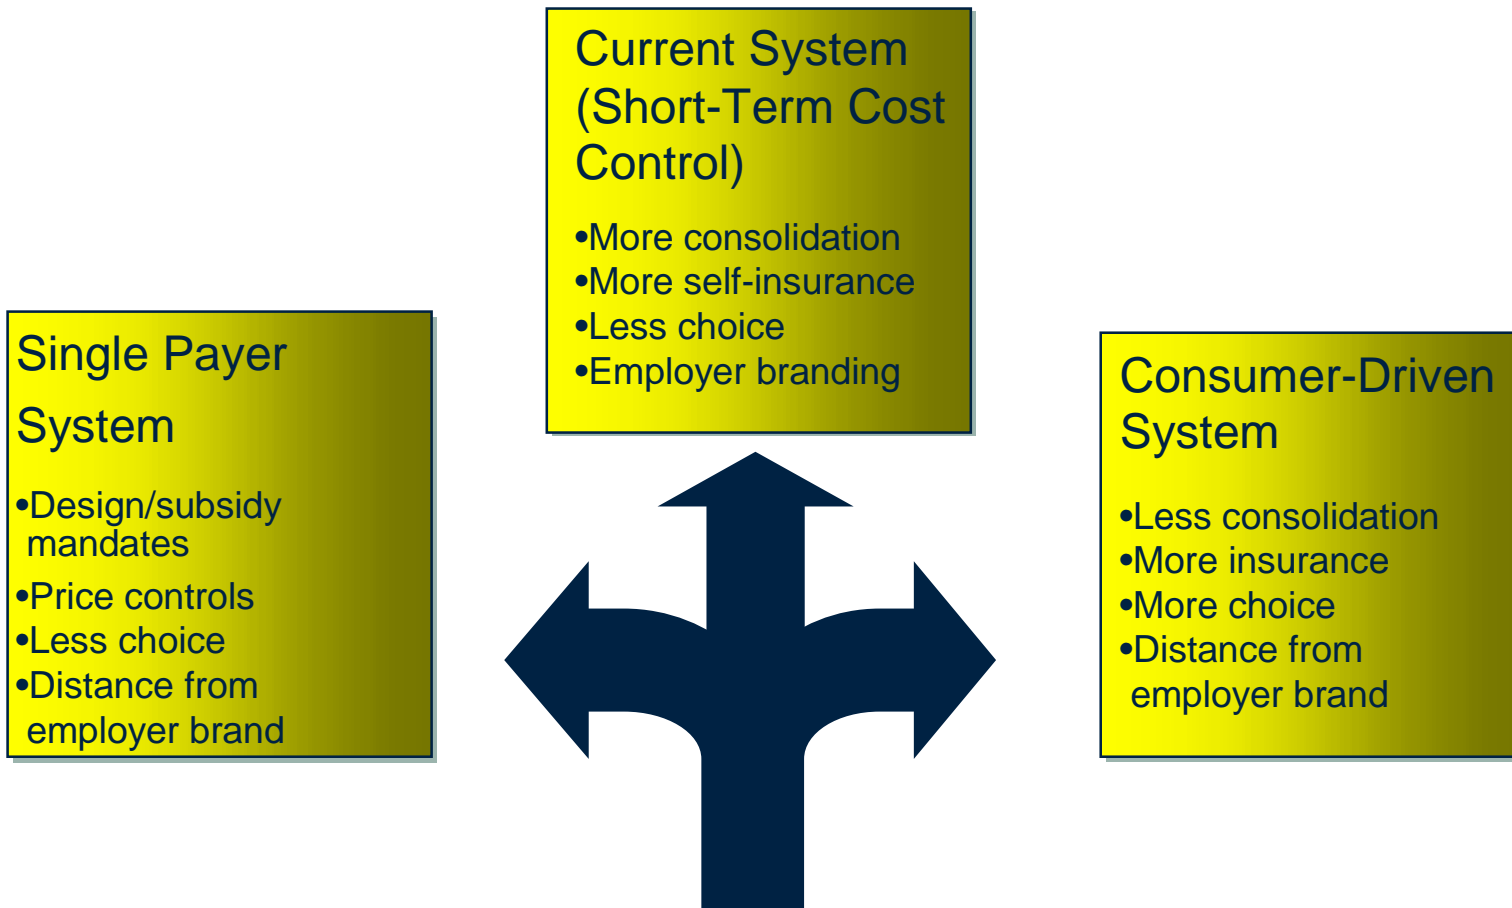 Current System
(Short-Term Cost
Control)
•More consolidation
•More self-insurance
•Less choice
•Employer branding
Single Payer
System
•Design/subsidy
mandates
•Price controls
•Less choice
•Distance from
employer brand
Consumer-Driven
System
•Less consolidation
•More insurance
•More choice
•Distance from
employer brand